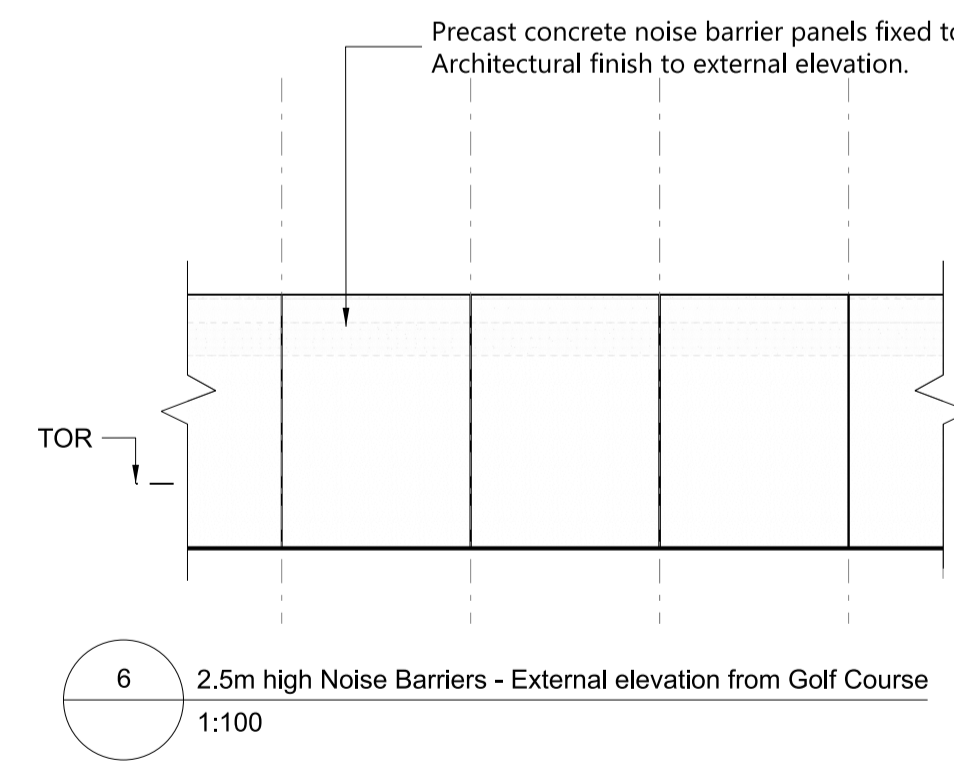 Precast concrete noise barrier panels fixed to
Architectural finish to external elevation.
TOR
6
2.5m high Noise Barriers - External elevation from Golf Course
1:100